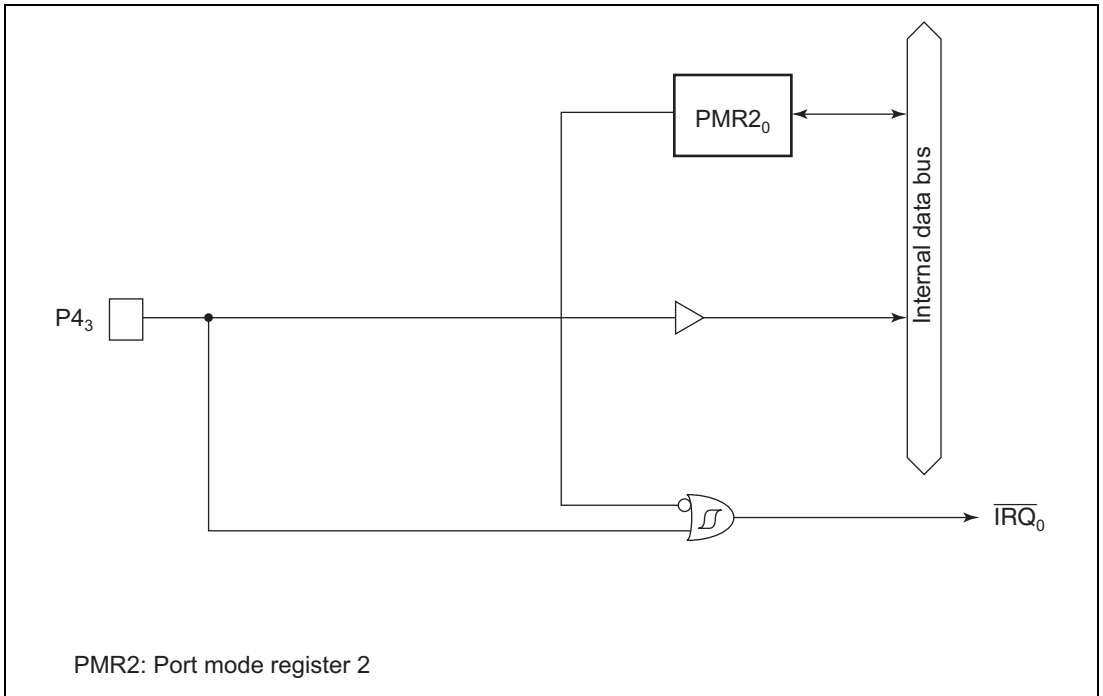 PMR2₀
Internal data bus
P4₃
IRQ₀
PMR2: Port mode register 2